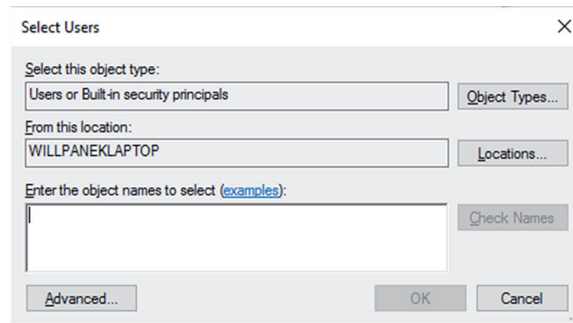 Select Users
Select this object type:
Users or Built-in security principals
Object Types...
From this location:
WILLPANEKLAPTOP
Locations...
Enter the object names to select (examples):
Check Names
Advanced...
OK
Cancel